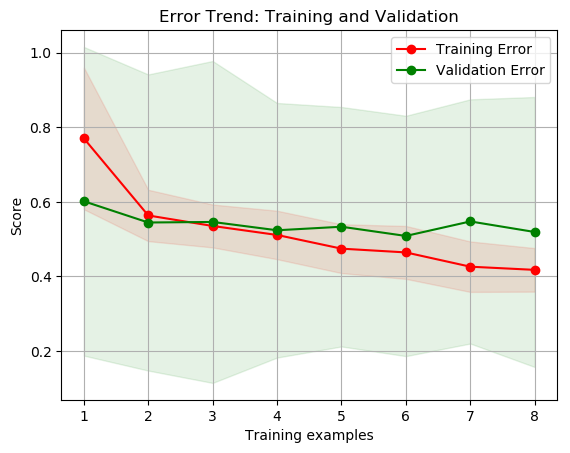 Error Trend: Training and Validation
Training Error
Validation Error
1.0
0.8
0.6
0.4
0.2
Score
1 2 3 4 5 6 7 8
Training examples